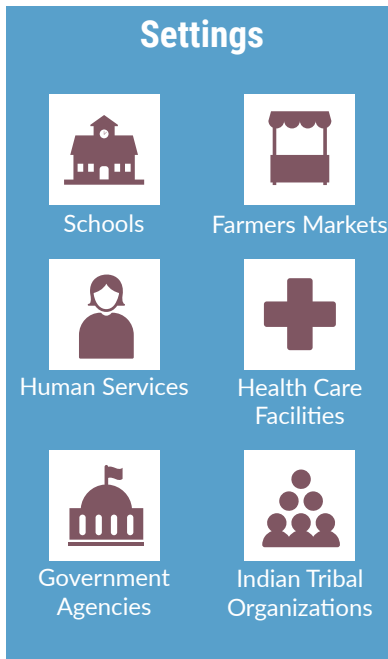 Settings
Schools
Farmers Markets
Human Services
Health Care
Facilities
Government
Agencies
Indian Tribal
Organizations